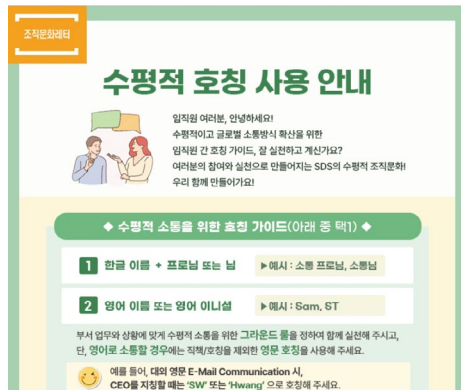 조직문화레터
수평적 호칭 사용 안내
임직원 여러분, 안녕하세요!
수평적이고 글로벌 소통방식 확산을 위한
임직원 간 호칭 가이드, 잘 실천하고 계신가요?
여러분의 참여와 실천으로 만들어지는 SDS의 수평적 조직문화!
우리 함께 만들어가요!
◆ 수평적 소통을 위한 호칭 가이드(아래 중 택1) ◆
1 한글 이름 + 프로님 또는 님 ▶예시 : 소통 프로님, 소통님
2 영어 이름 또는 영어 이니셜 ▶예시 : Sam, ST
부서 업무와 상황에 맞게 수평적 소통을 위한 그라운드 룰을 정하여 함께 실천해 주시고,
단, 영어로 소통할 경우에는 직책/호칭을 제외한 영문 호칭을 사용해 주세요.
예를 들어, 대외 영문 E-Mail Communication 시,
CEO를 지칭할 때는 ‘SW’ 또는 ‘Hwang’ 으로 호칭해 주세요.